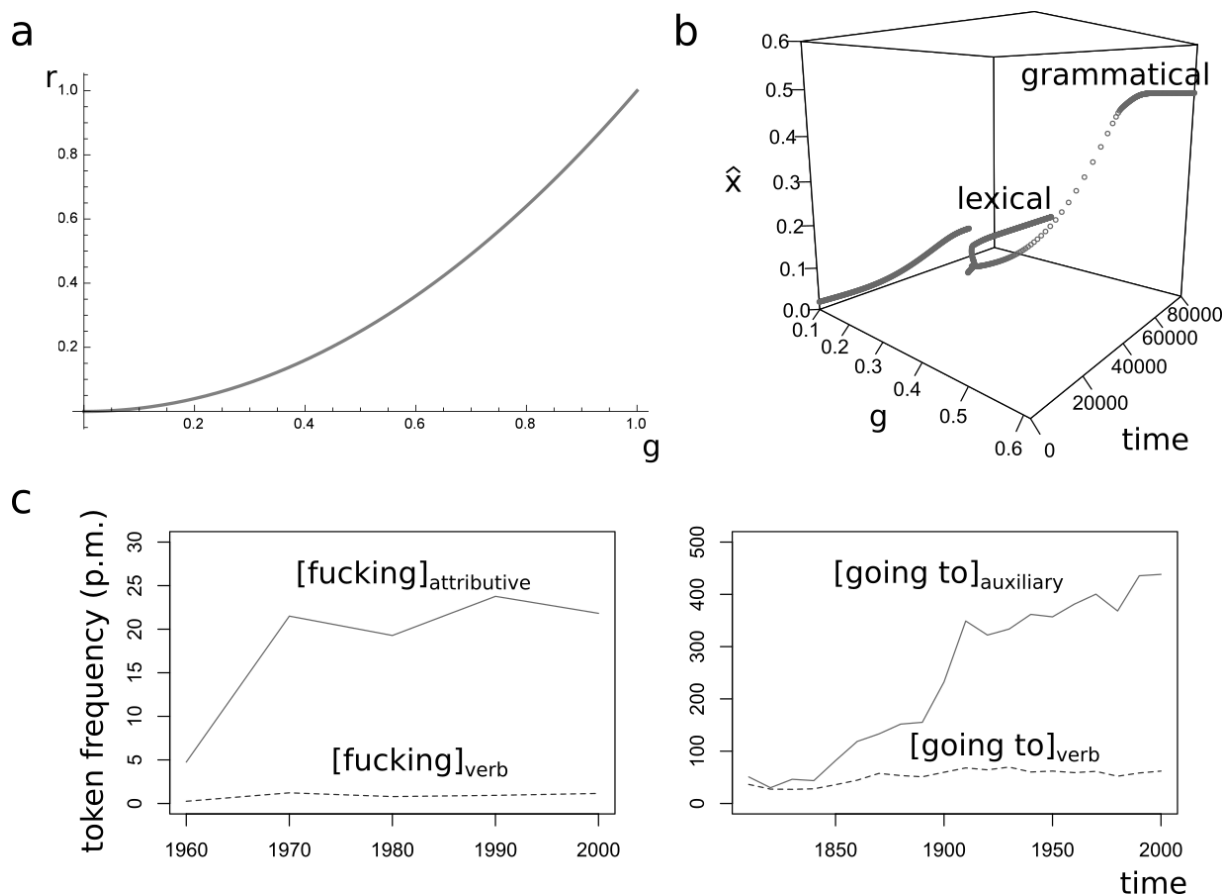 a
r
1.0
0.8
0.6
0.4
0.2
0.2 0.4 0.6 0.8 1.0
g
b
0.6
0.5
0.4
0.3
0.2
0.1
0.0
x̂
grammatical
lexical
0.1
0.2
0.3
0.4
0.5
0.6
g
80000
60000
40000
20000
0
time
c
token frequency (p.m.)
30
25
20
15
10
5
0
[fucking]attributive
[fucking]verb
1960 1970 1980 1990 2000
500
400
300
200
100
0
[going to]auxiliary
[going to]verb
1850 1900 1950 2000
time